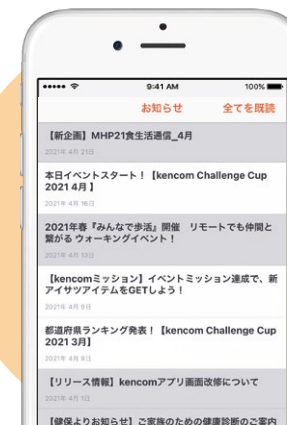 9:41 AM 100%
お知らせ 全てを既読
【新企画】MHP21食生活通信_4月
2021年 4月 21日
本日イベントスタート！【kencom Challenge Cup
2021 4月 】
2021年 4月 16日
2021年春『みんなで歩活』開催 リモートでも仲間と
繋がる ウォーキングイベント！
2021年 4月 13日
【kencomミッション】イベントミッション達成で、新
アイサツアイテムをGETしよう！
2021年 4月 9日
都道府県ランキング発表！【kencom Challenge Cup
2021 3月】
2021年 4月 8日
【リリース情報】kencomアプリ画面改修について
2021年 4月 1日
【健保よりお知らせ】ご家族のための健康診断のご案内